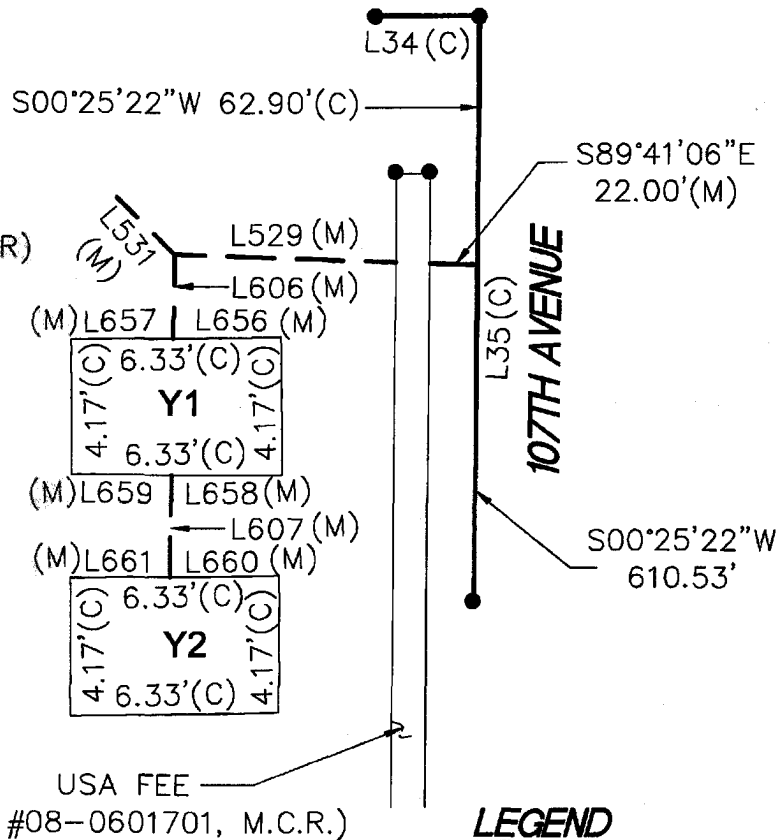 L34(C)
S00°25'22"W 62.90'(C)
S89°41'06"E
22.00'(M)
L531
(M)
L529(M)
R)
L606(M)
L35(C)
107TH AVENUE
(M)L657
L656(M)
6.33'(C)
4.17'(C)
Y1
4.17'(C)
6.33'(C)
(M)L659
L658(M)
L607(M)
S00°25'22"W
610.53'
(M)L661
L660(M)
6.33'(C)
4.17'(C)
Y2
4.17'(C)
6.33'(C)
USA FEE
#08-0601701, M.C.R.)
LEGEND